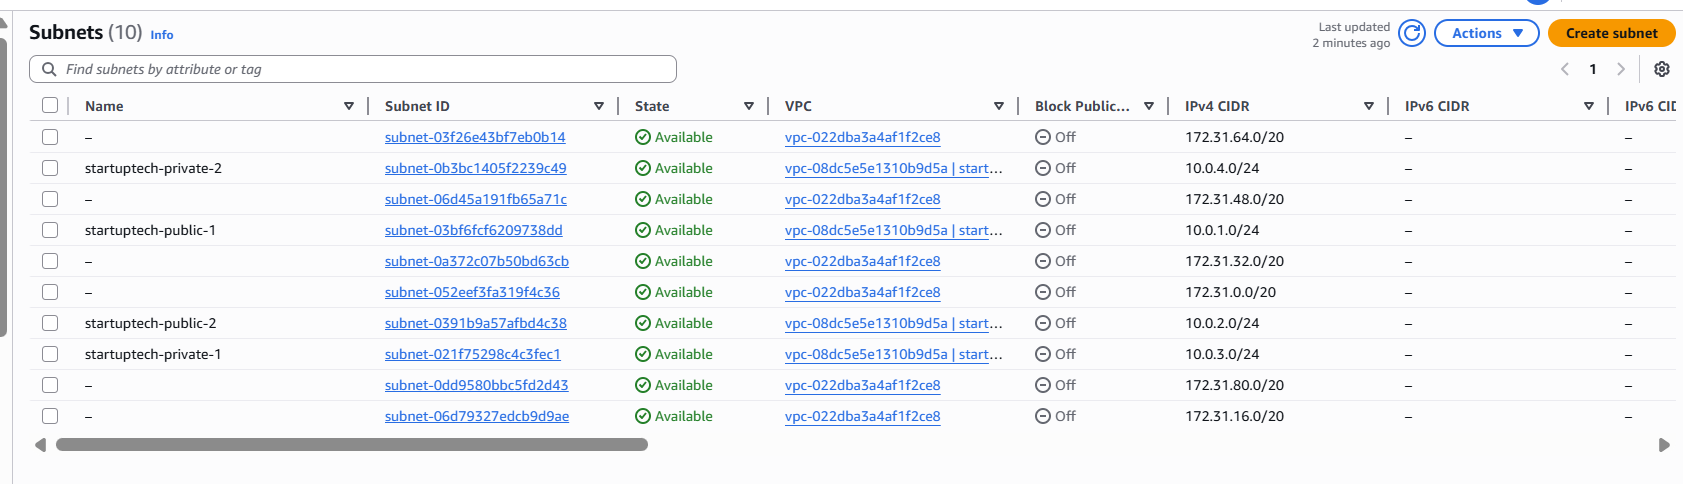 Subnets (10) Info
Last updated
2 minutes ago
Actions
Create subnet
Find subnets by attribute or tag
1
Name Subnet ID State VPC Block Public... IPv4 CIDR IPv6 CIDR IPv6 CID
– subnet-03f26e43bf7eb0b14 Available vpc-022dba3a4af1f2ce8 Off 172.31.64.0/20 – –
startuptech-private-2 subnet-0b3bc1405f2239c49 Available vpc-08dc5e5e1310b9d5a | start... Off 10.0.4.0/24 – –
– subnet-06d45a191fb65a71c Available vpc-022dba3a4af1f2ce8 Off 172.31.48.0/20 – –
startuptech-public-1 subnet-03bf6fcf6209738dd Available vpc-08dc5e5e1310b9d5a | start... Off 10.0.1.0/24 – –
– subnet-0a372c07b50bd63cb Available vpc-022dba3a4af1f2ce8 Off 172.31.32.0/20 – –
– subnet-052eef3fa319f4c36 Available vpc-022dba3a4af1f2ce8 Off 172.31.0.0/20 – –
startuptech-public-2 subnet-0391b9a57afbd4c38 Available vpc-08dc5e5e1310b9d5a | start... Off 10.0.2.0/24 – –
startuptech-private-1 subnet-021f75298c4c3fec1 Available vpc-08dc5e5e1310b9d5a | start... Off 10.0.3.0/24 – –
– subnet-0dd9580bbc5fd2d43 Available vpc-022dba3a4af1f2ce8 Off 172.31.80.0/20 – –
– subnet-06d79327edcb9d9ae Available vpc-022dba3a4af1f2ce8 Off 172.31.16.0/20 – –